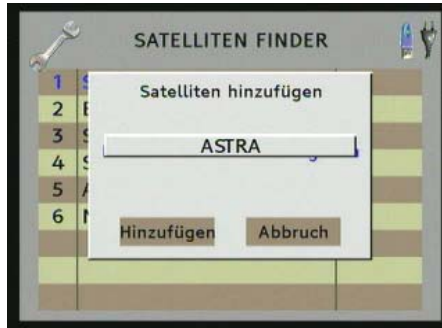 SATELLITEN FINDER
Satelliten hinzufügen
1 S
2 E
3 S
ASTRA
4 S
5 A
6 N
Hinzufügen Abbruch